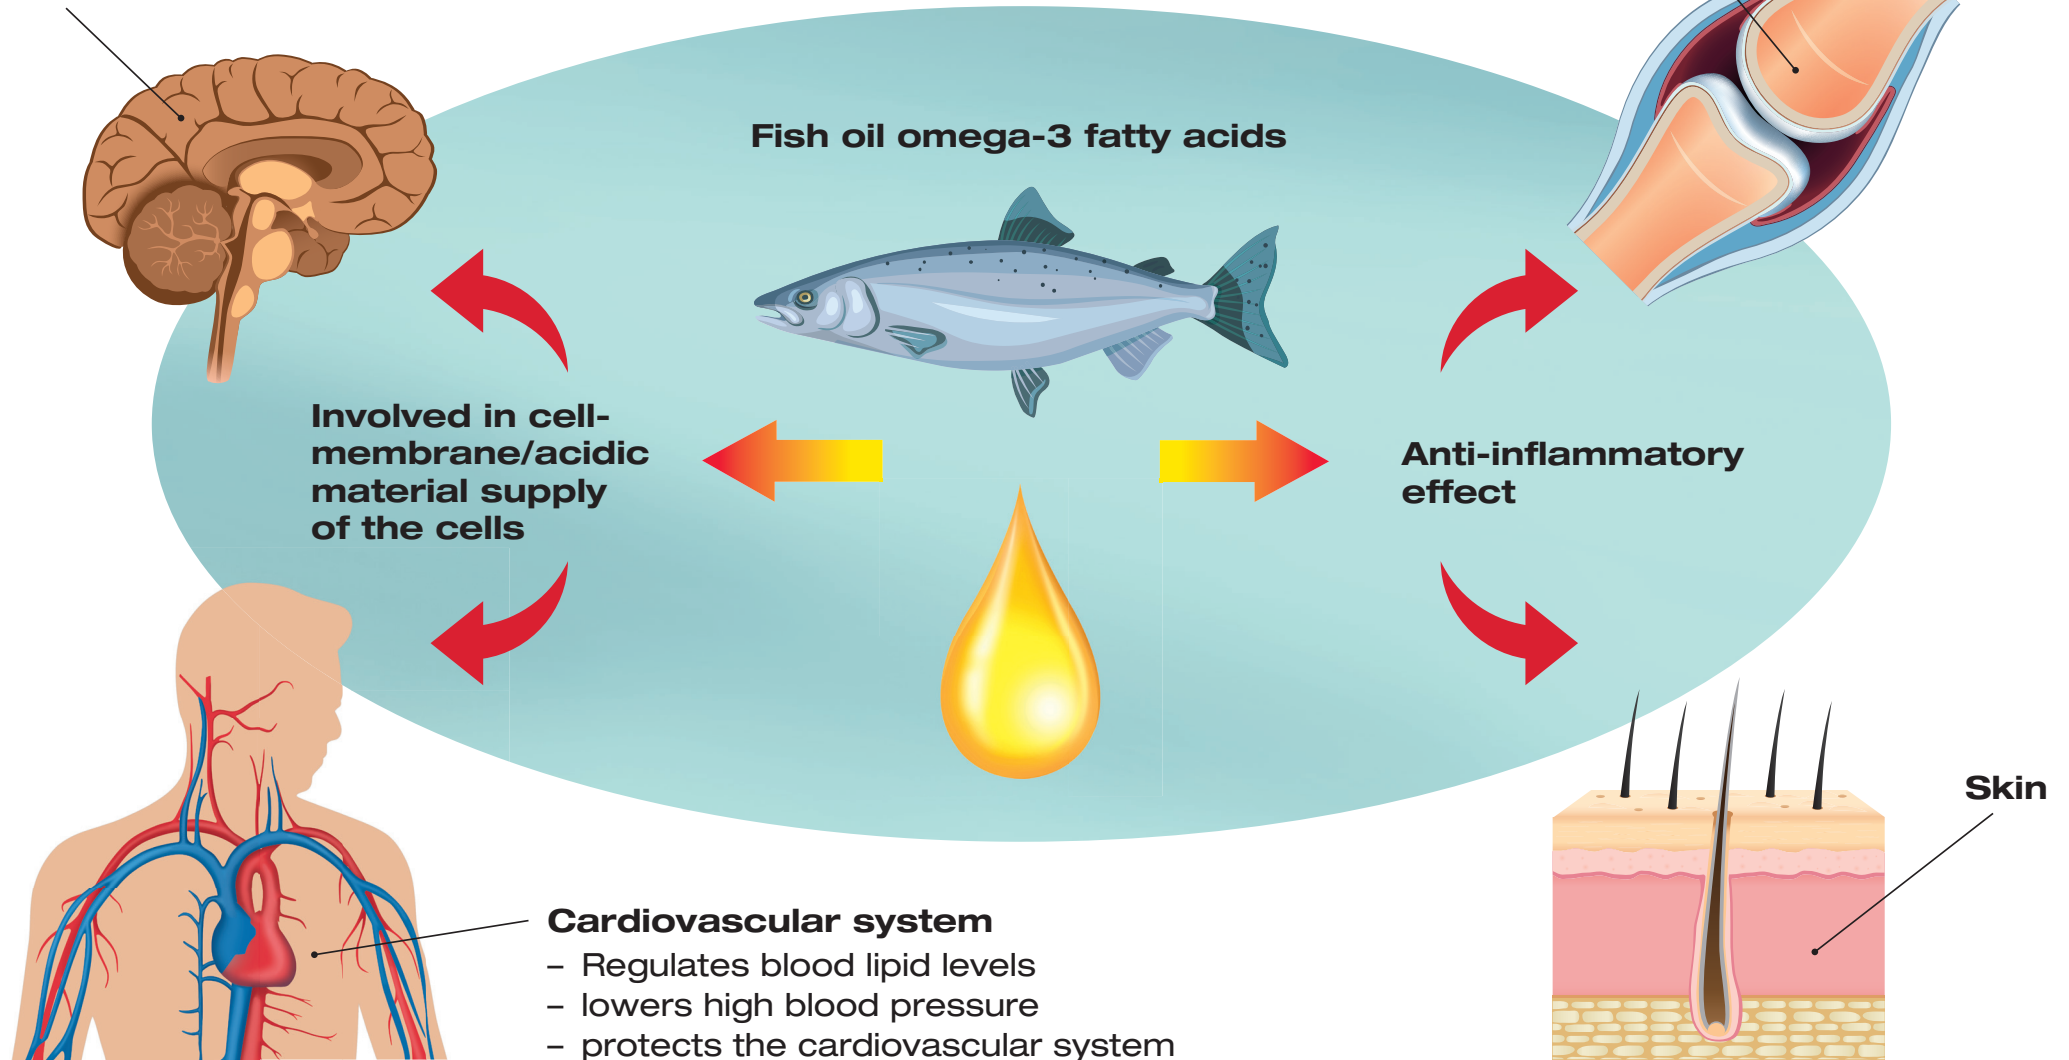 Fish oil omega-3 fatty acids
Involved in cell-
membrane/acidic
material supply
of the cells
Anti-inflammatory
effect
Skin
Cardiovascular system
– Regulates blood lipid levels
– lowers high blood pressure
– protects the cardiovascular system